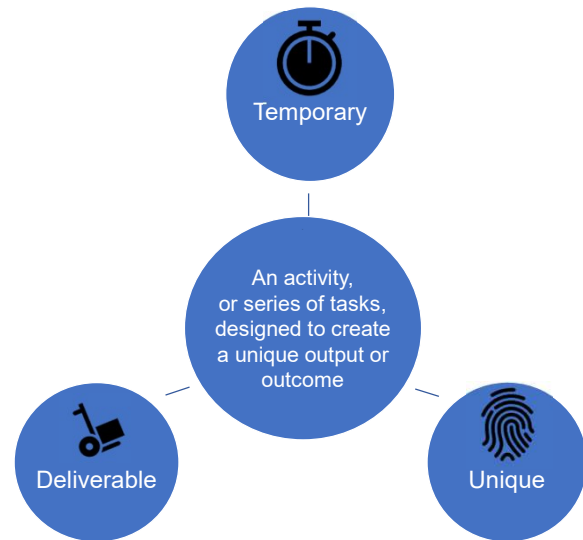 Temporary
An activity,
or series of tasks,
designed to create
a unique output or
outcome
Deliverable
Unique